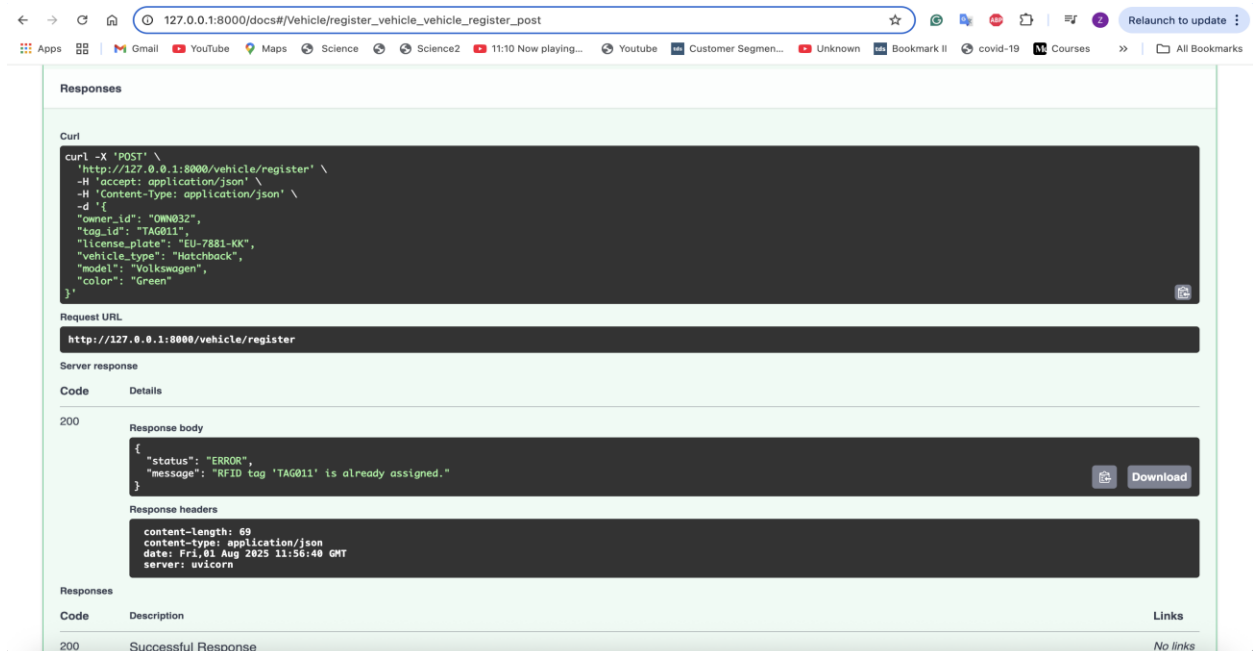 127.0.0.1:8000/docs#/Vehicle/register_vehicle_vehicle_register_post
ABP
Z
Relaunch to update
Apps
Gmail
YouTube
Maps
Science
Science2
11:10 Now playing...
Youtube
tds
Customer Segmen...
Unknown
tds
Bookmark II
covid-19
Courses
»
All Bookmarks
Responses
Curl
curl -X 'POST' \
'http://127.0.0.1:8000/vehicle/register' \
-H 'accept: application/json' \
-H 'Content-Type: application/json' \
-d '{
"owner_id": "OWN032",
"tag_id": "TAG011",
"license_plate": "EU-7881-KK",
"vehicle_type": "Hatchback",
"model": "Volkswagen",
"color": "Green"
}'
Request URL
http://127.0.0.1:8000/vehicle/register
Server response
Code Details
200
Response body
{
"status": "ERROR",
"message": "RFID tag 'TAG011' is already assigned."
}
Download
Response headers
content-length: 69
content-type: application/json
date: Fri,01 Aug 2025 11:56:40 GMT
server: uvicorn
Responses
Code Description Links
200 Successful Response No links